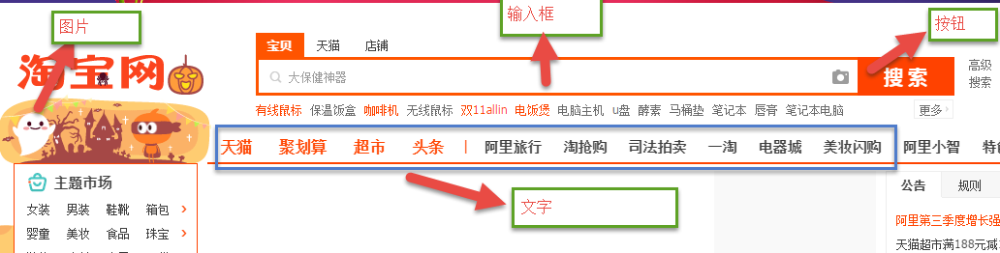 图片
输入框
按钮
淘宝网
宝贝 天猫 店铺
大保健神器
搜索
高级
搜索
有线鼠标 保温饭盒 咖啡机 无线鼠标 双11allin 电饭煲 电脑主机 u盘 酵素 马桶垫 笔记本 唇膏 笔记本电脑
更多
天猫 聚划算 超市 头条 | 阿里旅行 淘抢购 司法拍卖 一淘 电器城 美妆闪购 阿里小智
文字
主题市场
公告 规则
女装 男装 鞋靴 箱包
阿里第三季度增长强
婴童 美妆 食品 珠宝
天猫超市满188元减